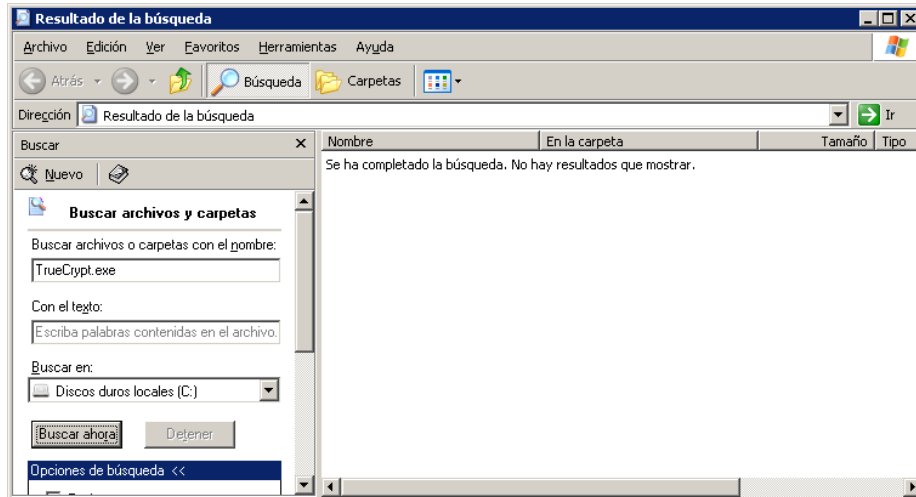 Resultado de la búsqueda
Archivo Edición Ver Favoritos Herramientas Ayuda
Atrás Búsqueda Carpetas
Dirección Resultado de la búsqueda Ir
Buscar
Nombre En la carpeta Tamaño Tipo
Se ha completado la búsqueda. No hay resultados que mostrar.
Nuevo
Buscar archivos y carpetas
Buscar archivos o carpetas con el nombre:
TrueCrypt.exe
Con el texto:
Escriba palabras contenidas en el archivo.
Buscar en:
Discos duros locales (C:)
Buscar ahora Detener
Opciones de búsqueda <<